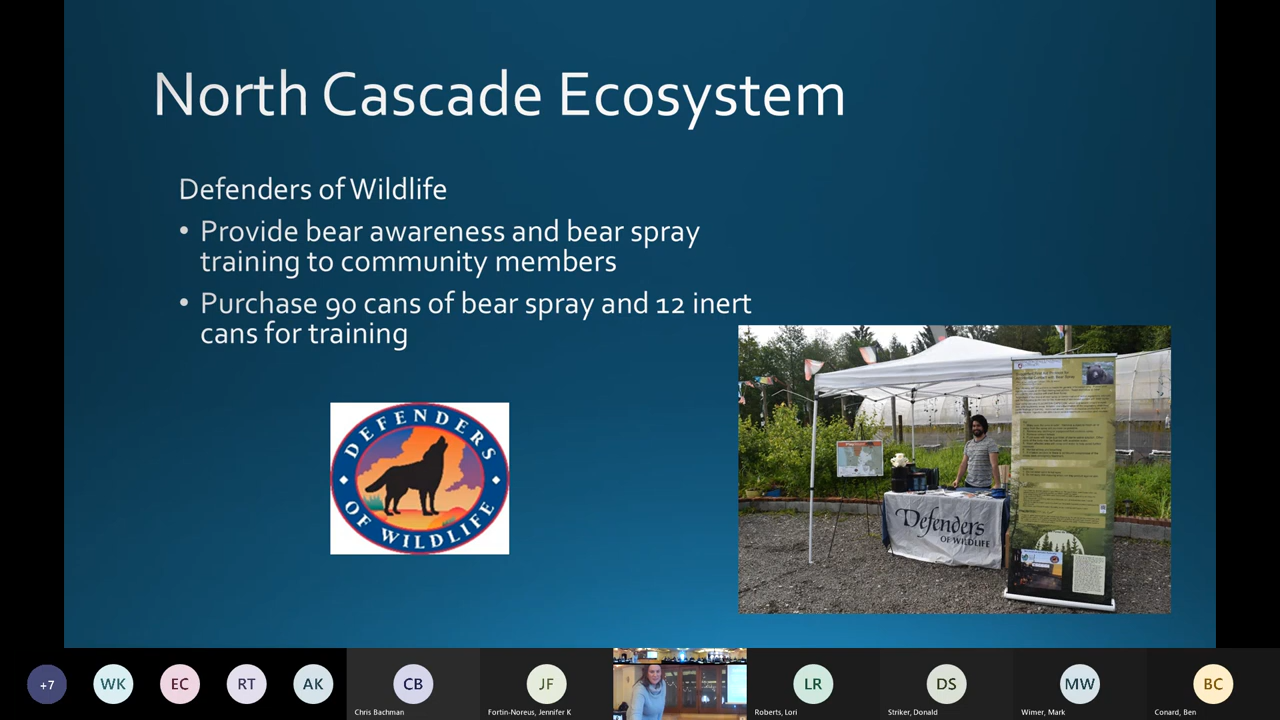 North Cascade Ecosystem
Defenders of Wildlife
• Provide bear awareness and bear spray
training to community members
• Purchase 90 cans of bear spray and 12 inert
cans for training
DEFENDERS
OF WILDLIFE
Defenders
OF WILDLIFE
+7
WK
EC
RT
AK
CB
JF
LR
DS
MW
BC
Chris Bachman
Fortin-Noreus, Jennifer K
Roberts, Lori
Striker, Donald
Wimer, Mark
Conard, Ben